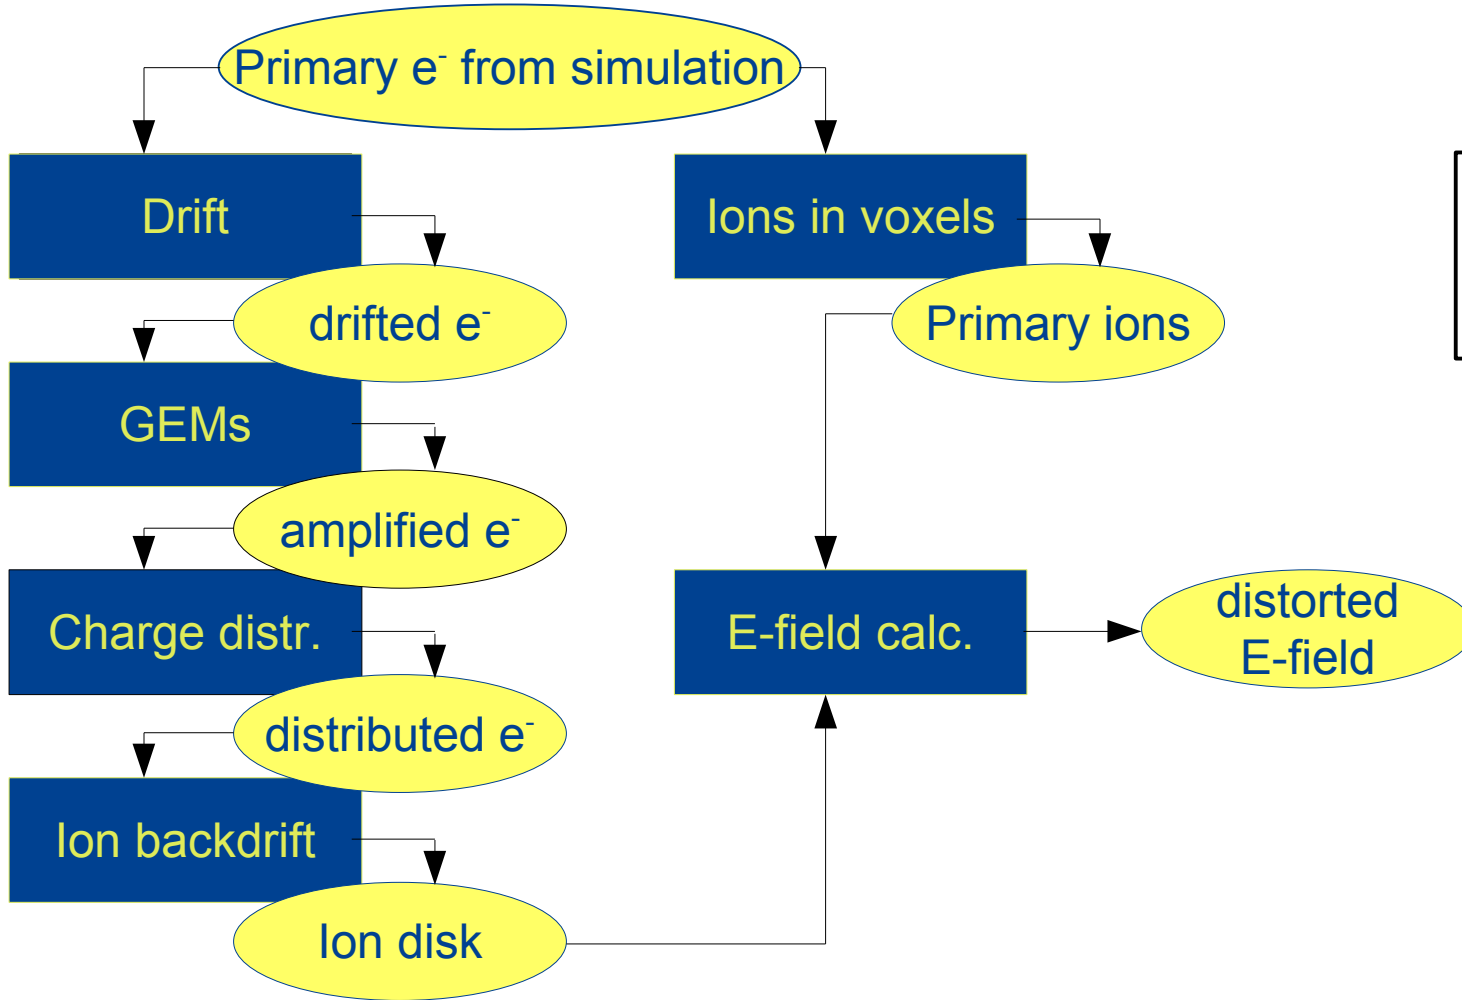 Primary e⁻ from simulation
Drift
Ions in voxels
drifted e⁻
Primary ions
GEMs
amplified e⁻
Charge distr.
E-field calc.
distorted
E-field
distributed e⁻
Ion backdrift
Ion disk